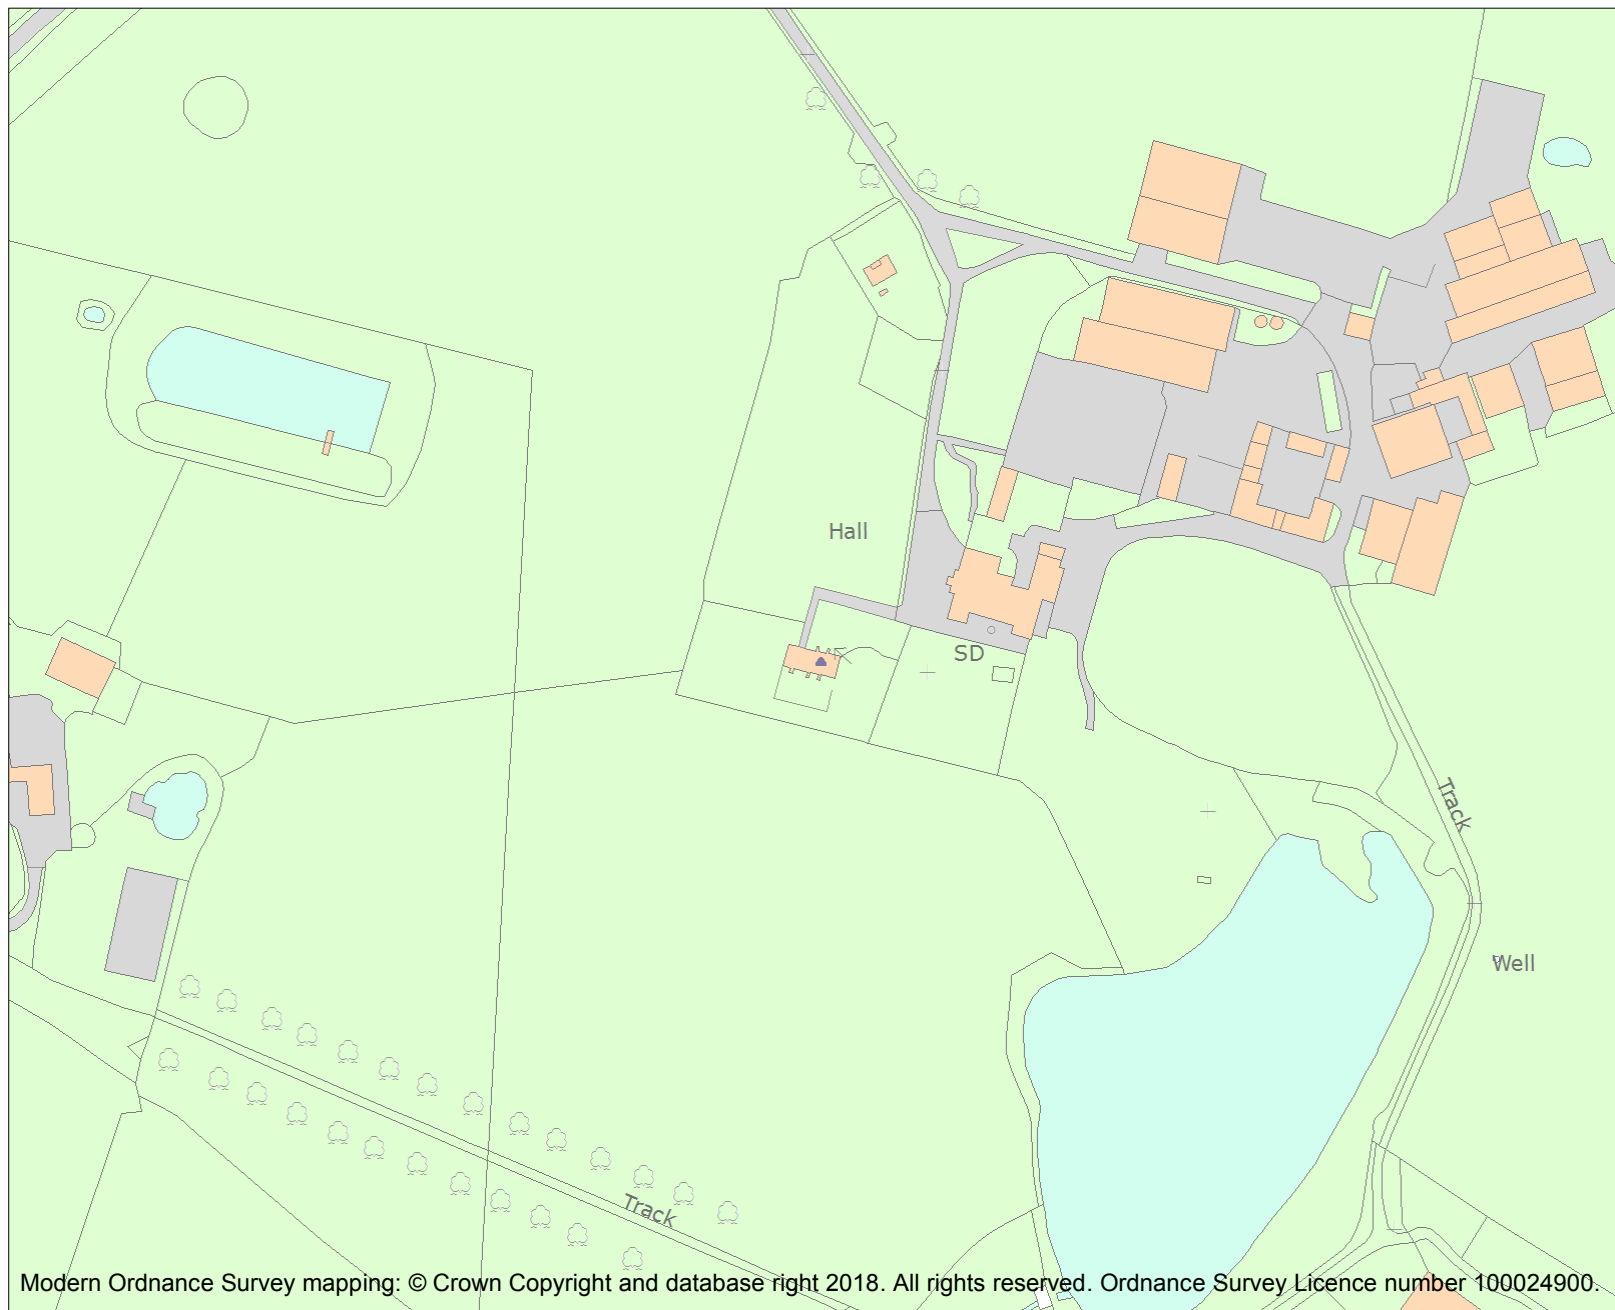 Hall
SD
Track
Well
Track
Modern Ordnance Survey mapping: © Crown Copyright and database right 2018. All rights reserved. Ordnance Survey Licence number 100024900.